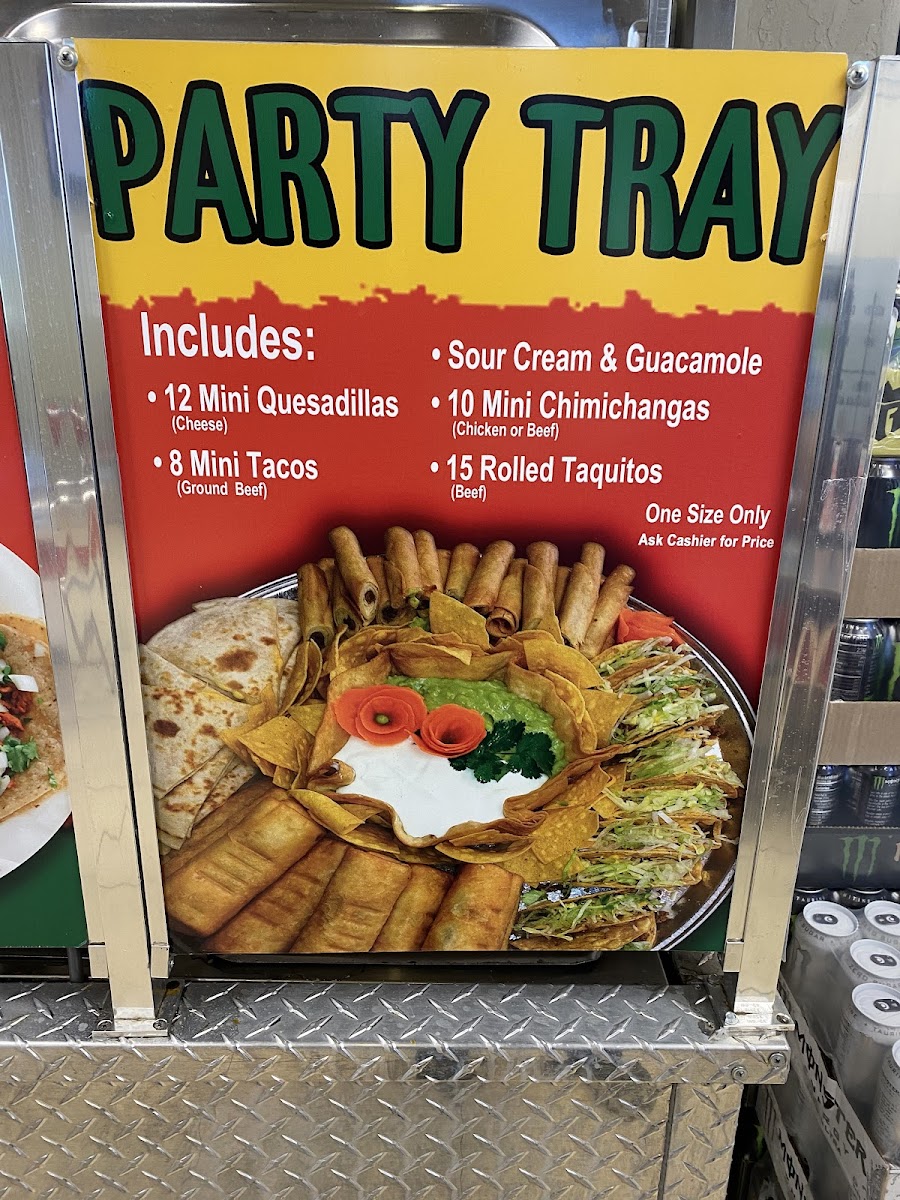 PARTY TRAY
Includes:
• 12 Mini Quesadillas
(Cheese)
• 8 Mini Tacos
(Ground Beef)
• Sour Cream & Guacamole
• 10 Mini Chimichangas
(Chicken or Beef)
• 15 Rolled Taquitos
(Beef)
One Size Only
Ask Cashier for Price